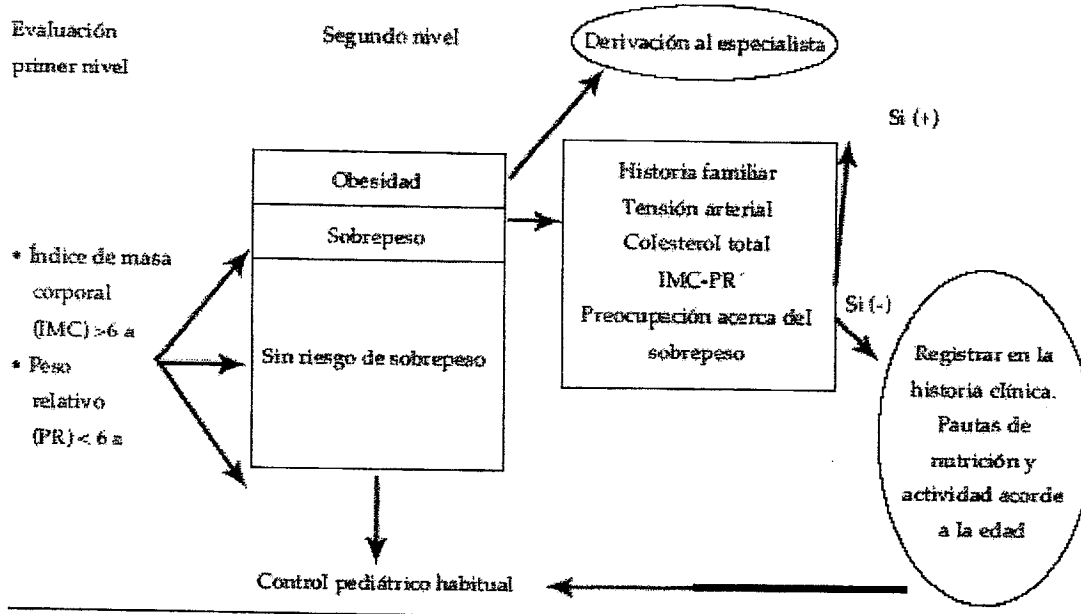 Evaluación
primer nivel
Segundo nivel
Derivación al especialista
Si (+)
Obesidad
Sobrepeso
Sin riesgo de sobrepeso
Historia familiar
Tensión arterial
Colesterol total
IMC-PR
Preocupación acerca del
sobrepeso
• Índice de masa
corporal
(IMC) >6 a
• Peso
relativo
(PR) < 6 a
Si (-)
Registrar en la
historia clínica.
Pautas de
nutrición y
actividad acorde
a la edad
Control pediátrico habitual